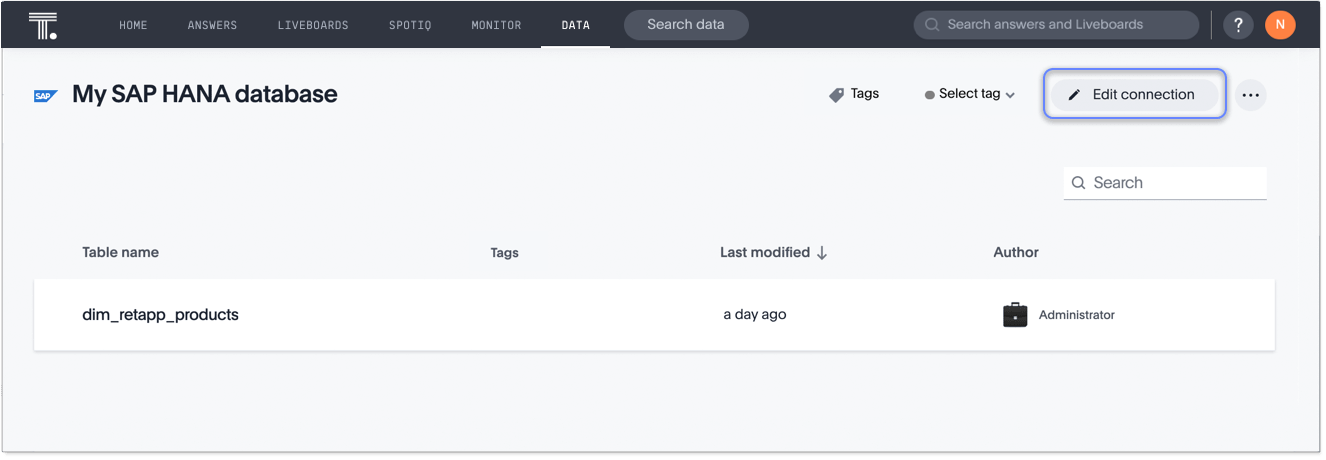 T. HOME ANSWERS LIVEBOARDS SPOTIQ MONITOR DATA Search data Search answers and Liveboards ? N
SAP My SAP HANA database Tags Select tag Edit connection ...
Search
Table name Tags Last modified ↓ Author
dim_retapp_products a day ago Administrator